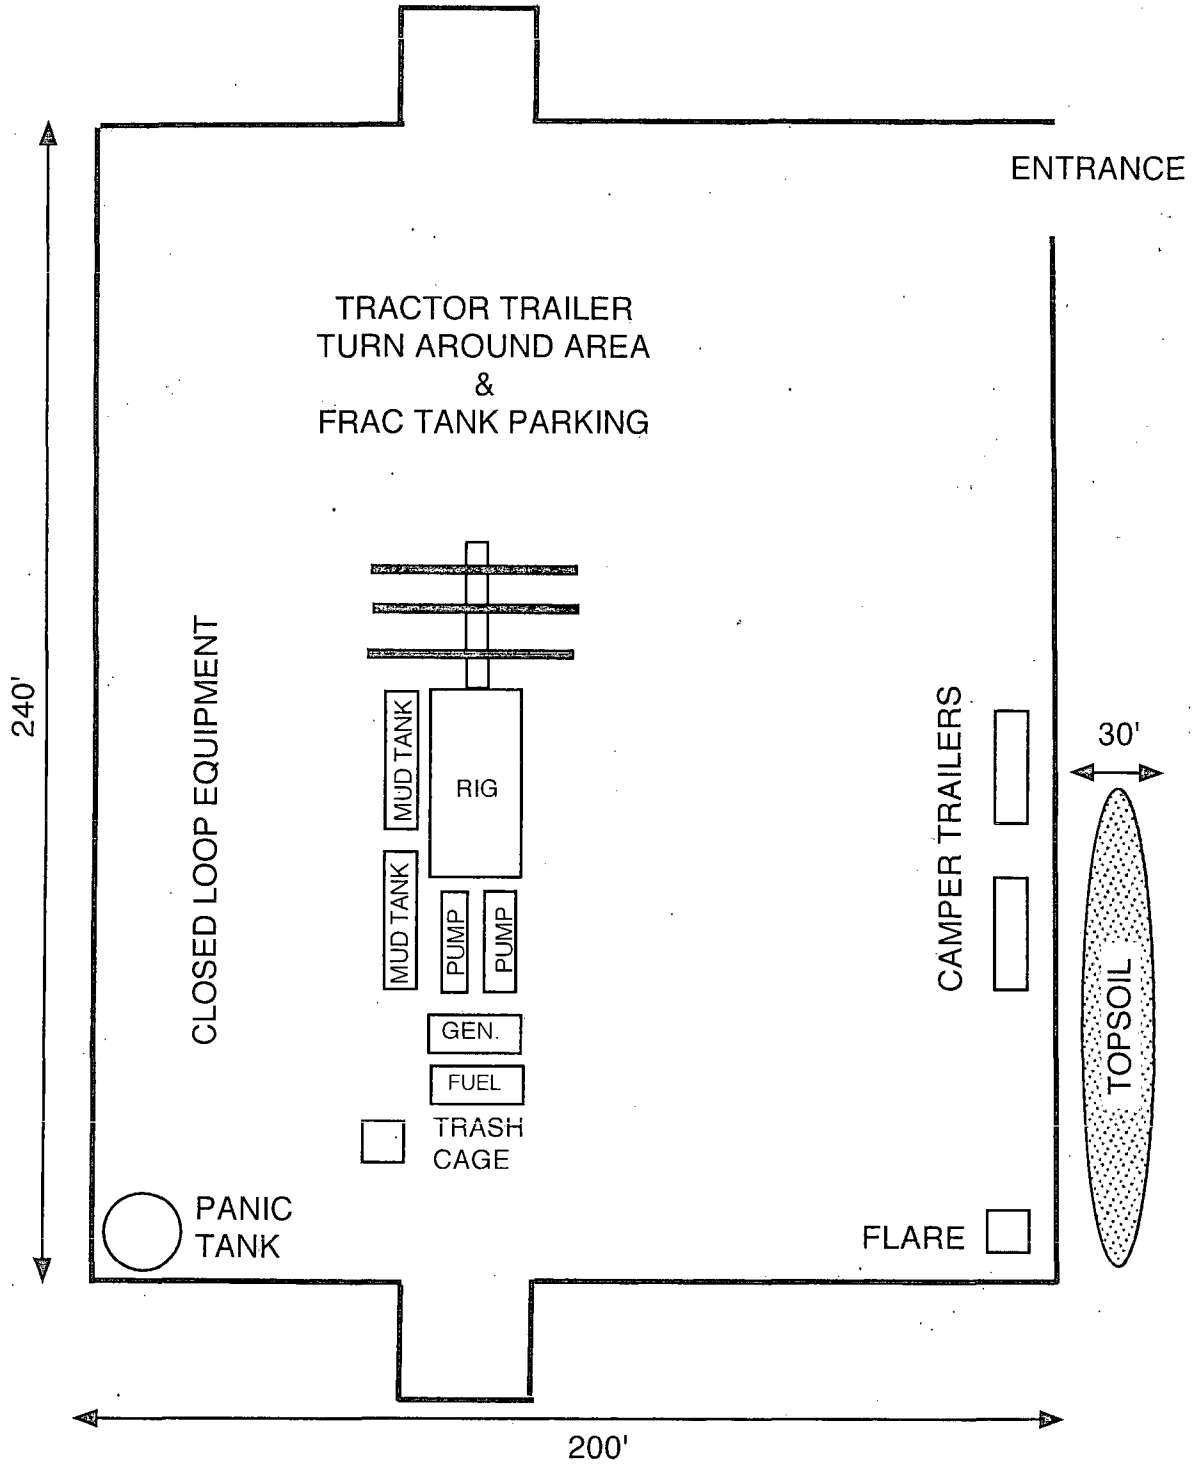 ENTRANCE
TRACTOR TRAILER
TURN AROUND AREA
&
FRAC TANK PARKING
240'
CLOSED LOOP EQUIPMENT
MUD TANK
RIG
CAMPER TRAILERS
30'
MUD TANK
PUMP
PUMP
TOPSOIL
GEN.
FUEL
TRASH
CAGE
PANIC
TANK
FLARE
200'